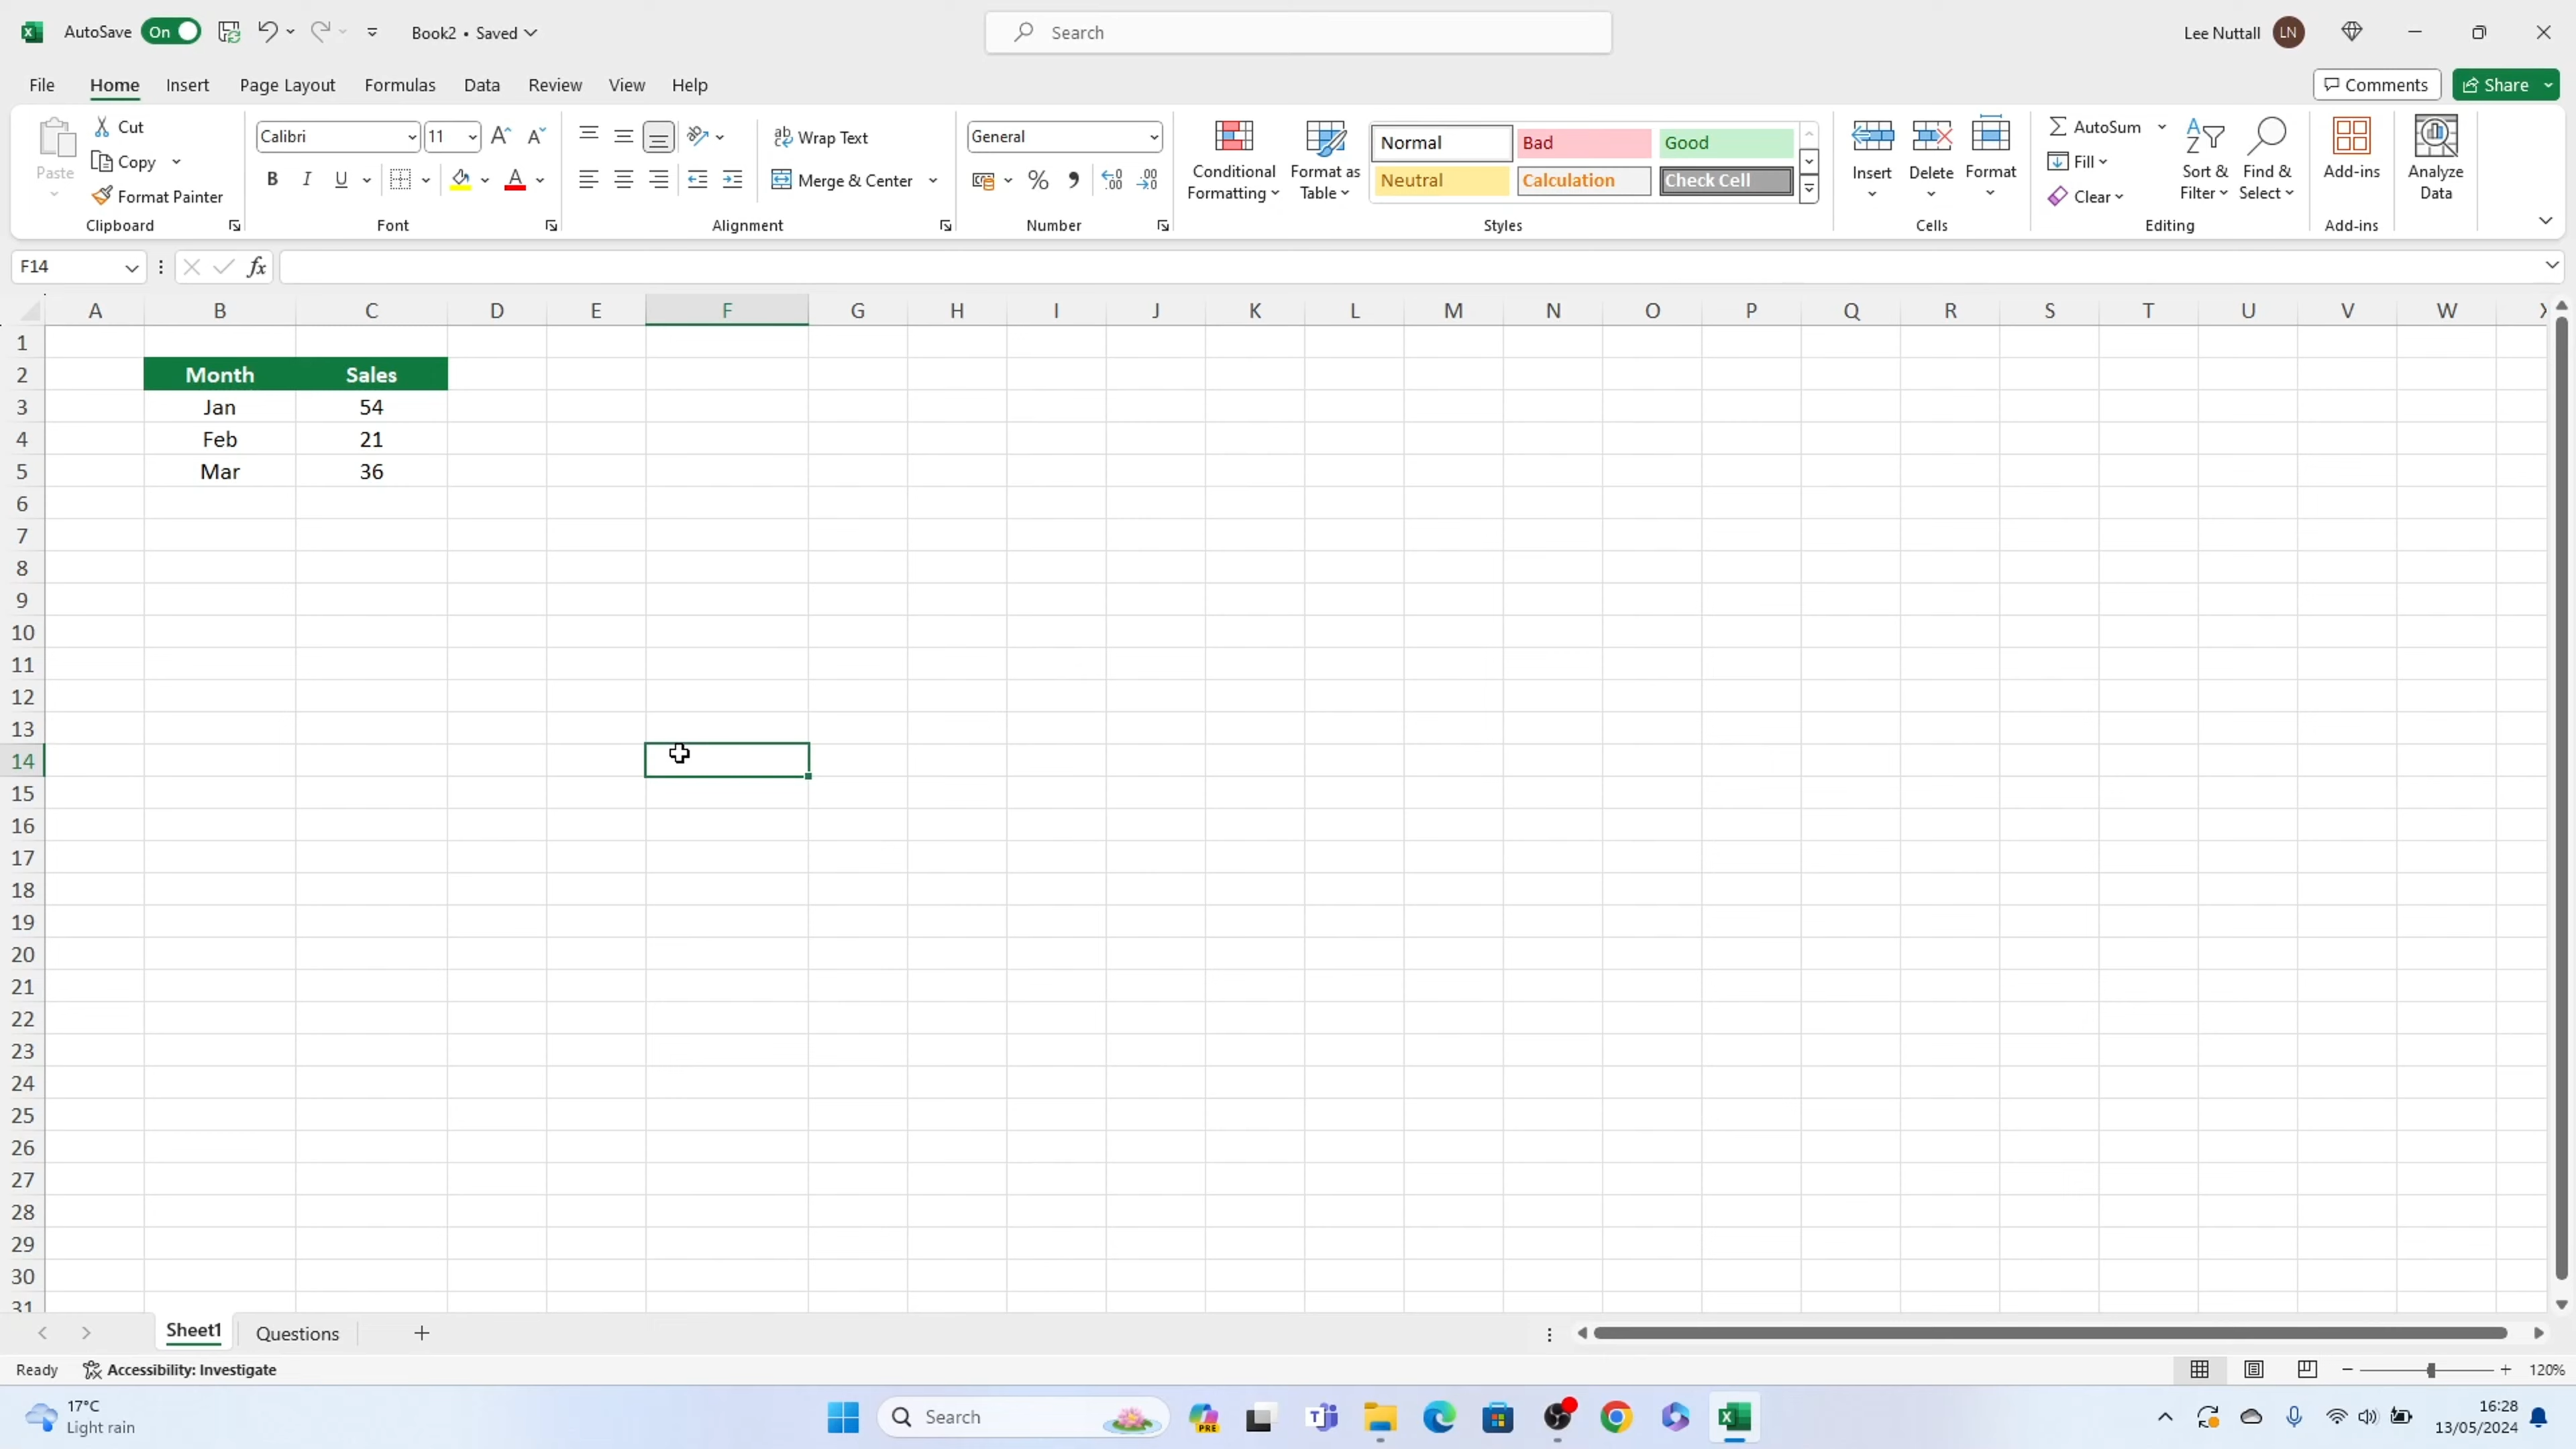 AutoSave On Book2 • Saved Search Lee Nuttall LN
File Home Insert Page Layout Formulas Data Review View Help Comments Share
Paste Cut Copy Format Painter Clipboard
Calibri 11 B I U A Font
Wrap Text Merge & Center Alignment
General % Number
Conditional Formatting Format as Table Normal Bad Good Neutral Calculation Check Cell Styles
Insert Delete Format Cells
AutoSum Fill Clear Sort & Filter Find & Select Editing
Add-ins Add-ins
Analyze Data
F14 fx
A B C D E F G H I J K L M N O P Q R S T U V W X
1
2 Month Sales
3 Jan 54
4 Feb 21
5 Mar 36
6
7
8
9
10
11
12
13
14
15
16
17
18
19
20
21
22
23
24
25
26
27
28
29
30
31
Sheet1 Questions +
Ready Accessibility: Investigate 120%
17°C
Light rain
Search
PRE
16:28
13/05/2024